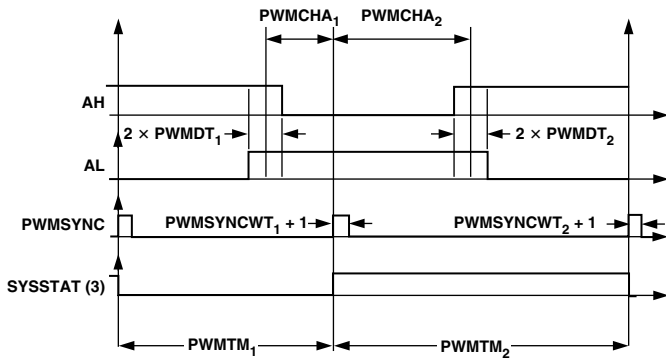 PWMCHA₁ PWMCHA₂
AH
2 × PWMDT₁ 2 × PWMDT₂
AL
PWMSYNC PWMSYNCWT₁ + 1 PWMSYNCWT₂ + 1
SYSSTAT (3)
PWMTM₁ PWMTM₂